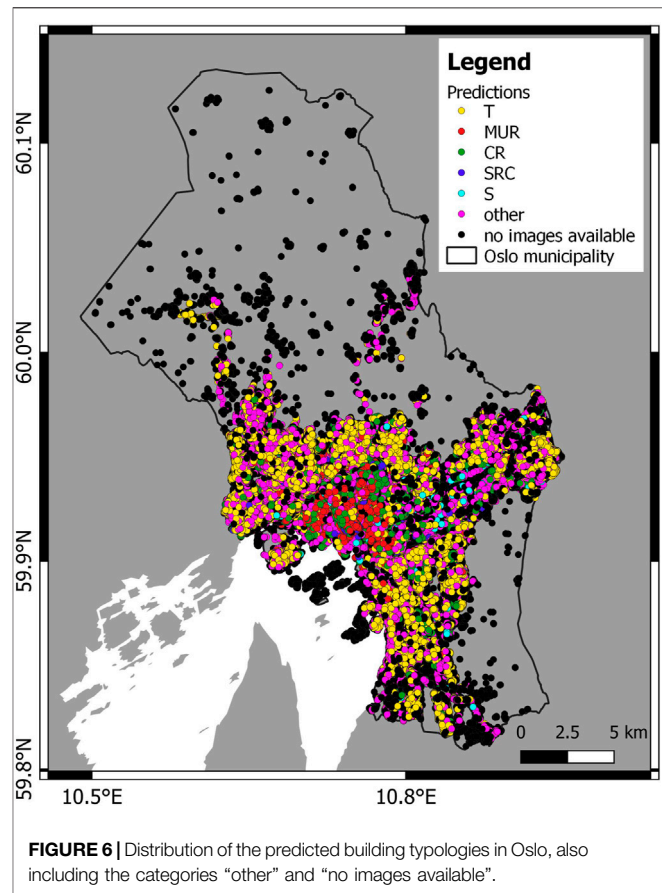 Legend
Predictions
T
MUR
CR
SRC
S
other
no images available
Oslo municipality
60.1°N
60.0°N
59.9°N
59.8°N
0 2.5 5 km
10.5°E 10.8°E
FIGURE 6 | Distribution of the predicted building typologies in Oslo, also
including the categories “other” and “no images available”.